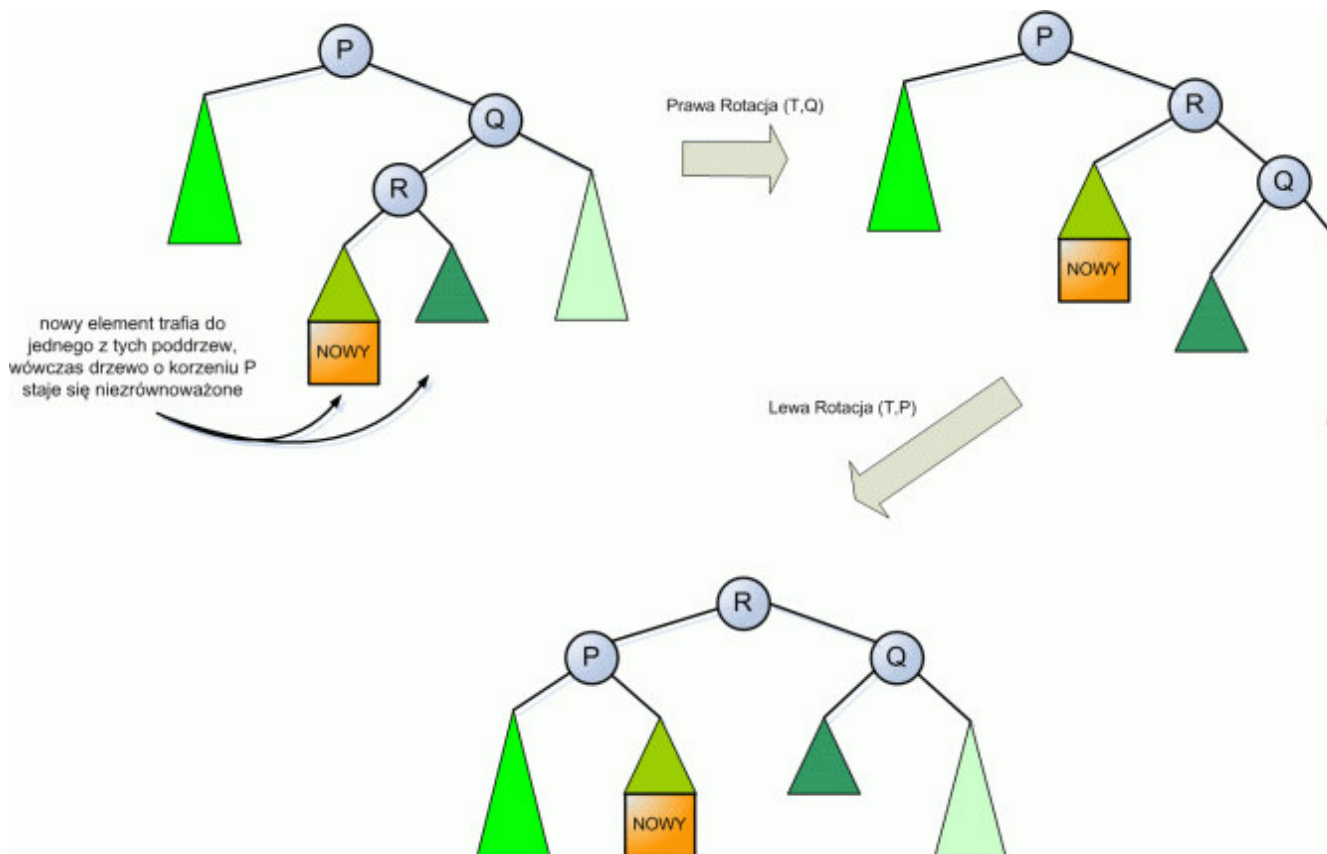 P
Q
R
NOWY
nowy element trafia do
jednego z tych poddrzew,
wówczas drzewo o korzeniu P
staje się niezrównoważone
Prawa Rotacja (T,Q)
P
R
Q
NOWY
Lewa Rotacja (T,P)
R
P
Q
NOWY